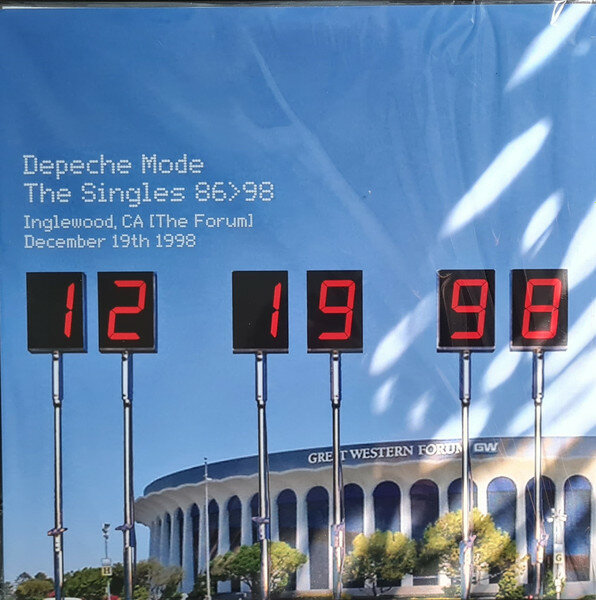 Depeche Mode
The Singles 86>98
Inglewood, CA [The Forum]
December 19th 1998
12 19 98
GREAT WESTERN FORUM GW